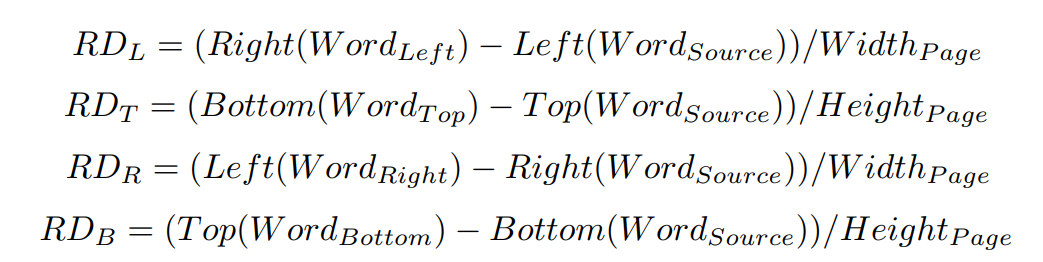 RD_L = (Right(Word_Left) − Left(Word_Source))/Width_Page
RD_T = (Bottom(Word_Top) − Top(Word_Source))/Height_Page
RD_R = (Left(Word_Right) − Right(Word_Source))/Width_Page
RD_B = (Top(Word_Bottom) − Bottom(Word_Source))/Height_Page